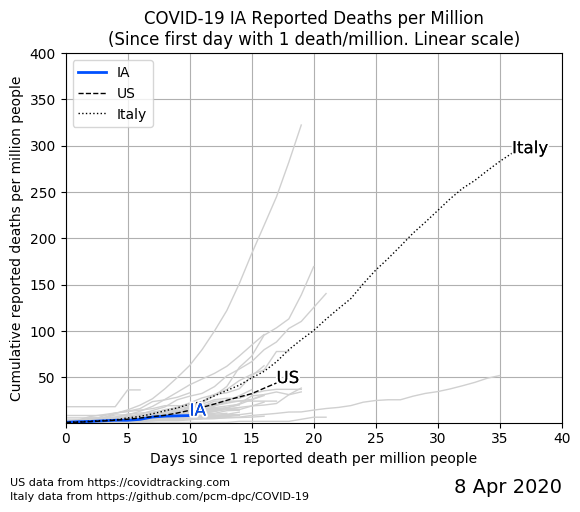 COVID-19 IA Reported Deaths per Million
(Since first day with 1 death/million. Linear scale)
Cumulative reported deaths per million people
400
350
300
250
200
150
100
50
IA
US
Italy
Italy
US
IA
0 5 10 15 20 25 30 35 40
Days since 1 reported death per million people
US data from https://covidtracking.com
Italy data from https://github.com/pcm-dpc/COVID-19
8 Apr 2020